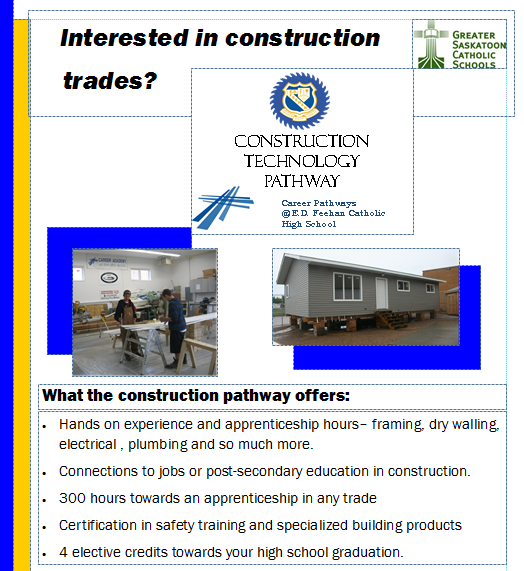 Interested in construction
trades?
GREATER
SASKATOON
CATHOLIC
SCHOOLS
CONSTRUCTION
TECHNOLOGY
PATHWAY
Career Pathways
@E.D. Feehan Catholic
High School
CAREER ACADEMY
What the construction pathway offers:
• Hands on experience and apprenticeship hours– framing, dry walling,
electrical , plumbing and so much more.
• Connections to jobs or post-secondary education in construction.
• 300 hours towards an apprenticeship in any trade
• Certification in safety training and specialized building products
• 4 elective credits towards your high school graduation.